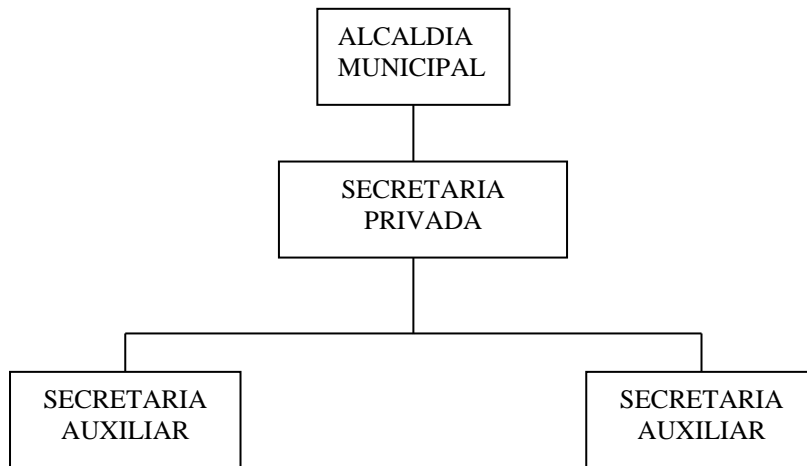 ALCALDIA
MUNICIPAL
SECRETARIA
PRIVADA
SECRETARIA
AUXILIAR
SECRETARIA
AUXILIAR